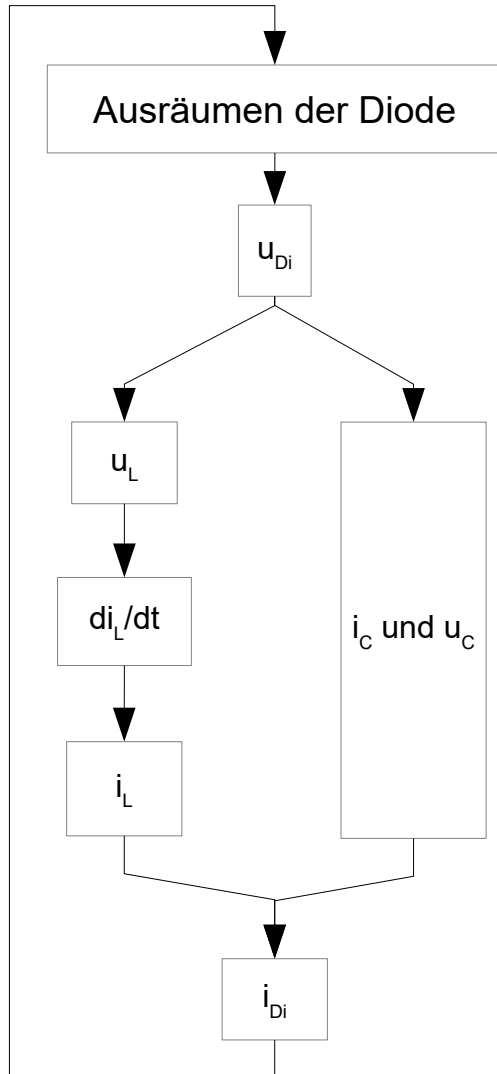 Ausräumen der Diode
u_Di
u_L
di_L/dt
i_C und u_C
i_L
i_Di